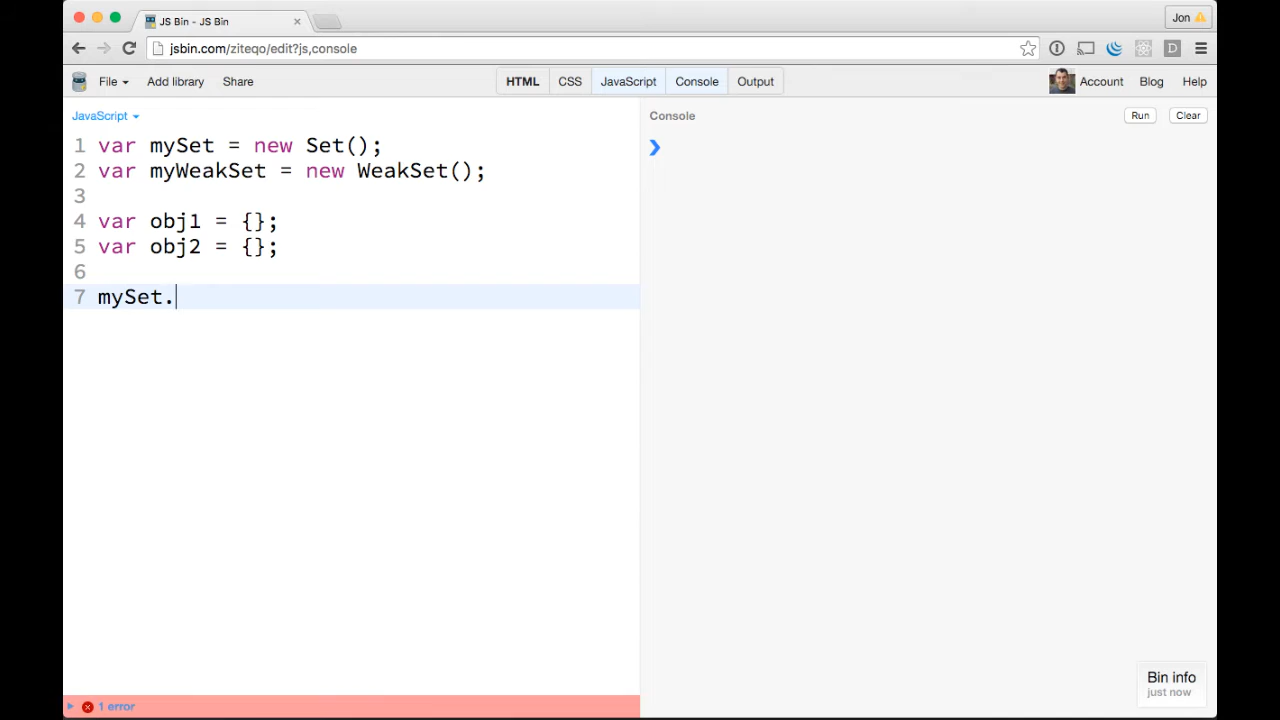 JS Bin - JS Bin
Jon
jsbin.com/ziteqo/edit?js,console
File Add library Share HTML CSS JavaScript Console Output Account Blog Help
JavaScript
1 var mySet = new Set();
2 var myWeakSet = new WeakSet();
3
4 var obj1 = {};
5 var obj2 = {};
6
7 mySet.
Console
Run Clear
❯
1 error
Bin info
just now
D